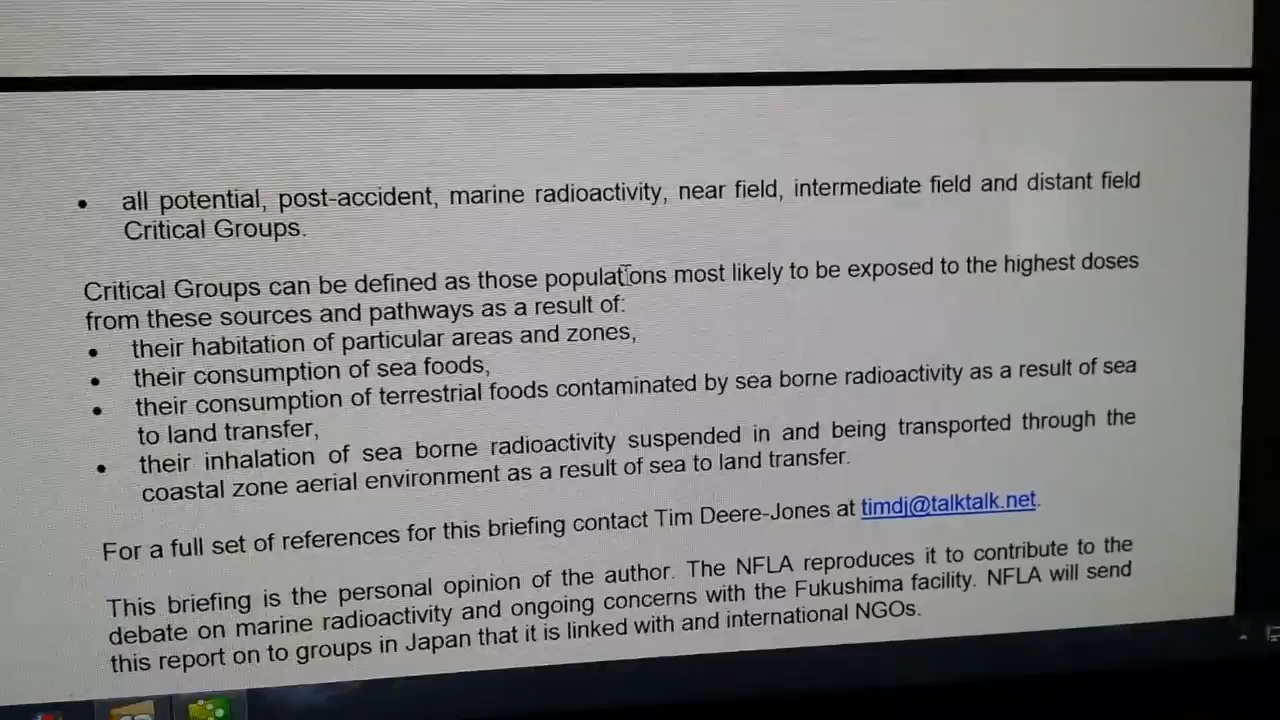 • all potential, post-accident, marine radioactivity, near field, intermediate field and distant field
Critical Groups.
Critical Groups can be defined as those populations most likely to be exposed to the highest doses
from these sources and pathways as a result of:
• their habitation of particular areas and zones,
• their consumption of sea foods,
• their consumption of terrestrial foods contaminated by sea borne radioactivity as a result of sea
to land transfer,
• their inhalation of sea borne radioactivity suspended in and being transported through the
coastal zone aerial environment as a result of sea to land transfer.
For a full set of references for this briefing contact Tim Deere-Jones at timdj@talktalk.net.
This briefing is the personal opinion of the author. The NFLA reproduces it to contribute to the
debate on marine radioactivity and ongoing concerns with the Fukushima facility. NFLA will send
this report on to groups in Japan that it is linked with and international NGOs.